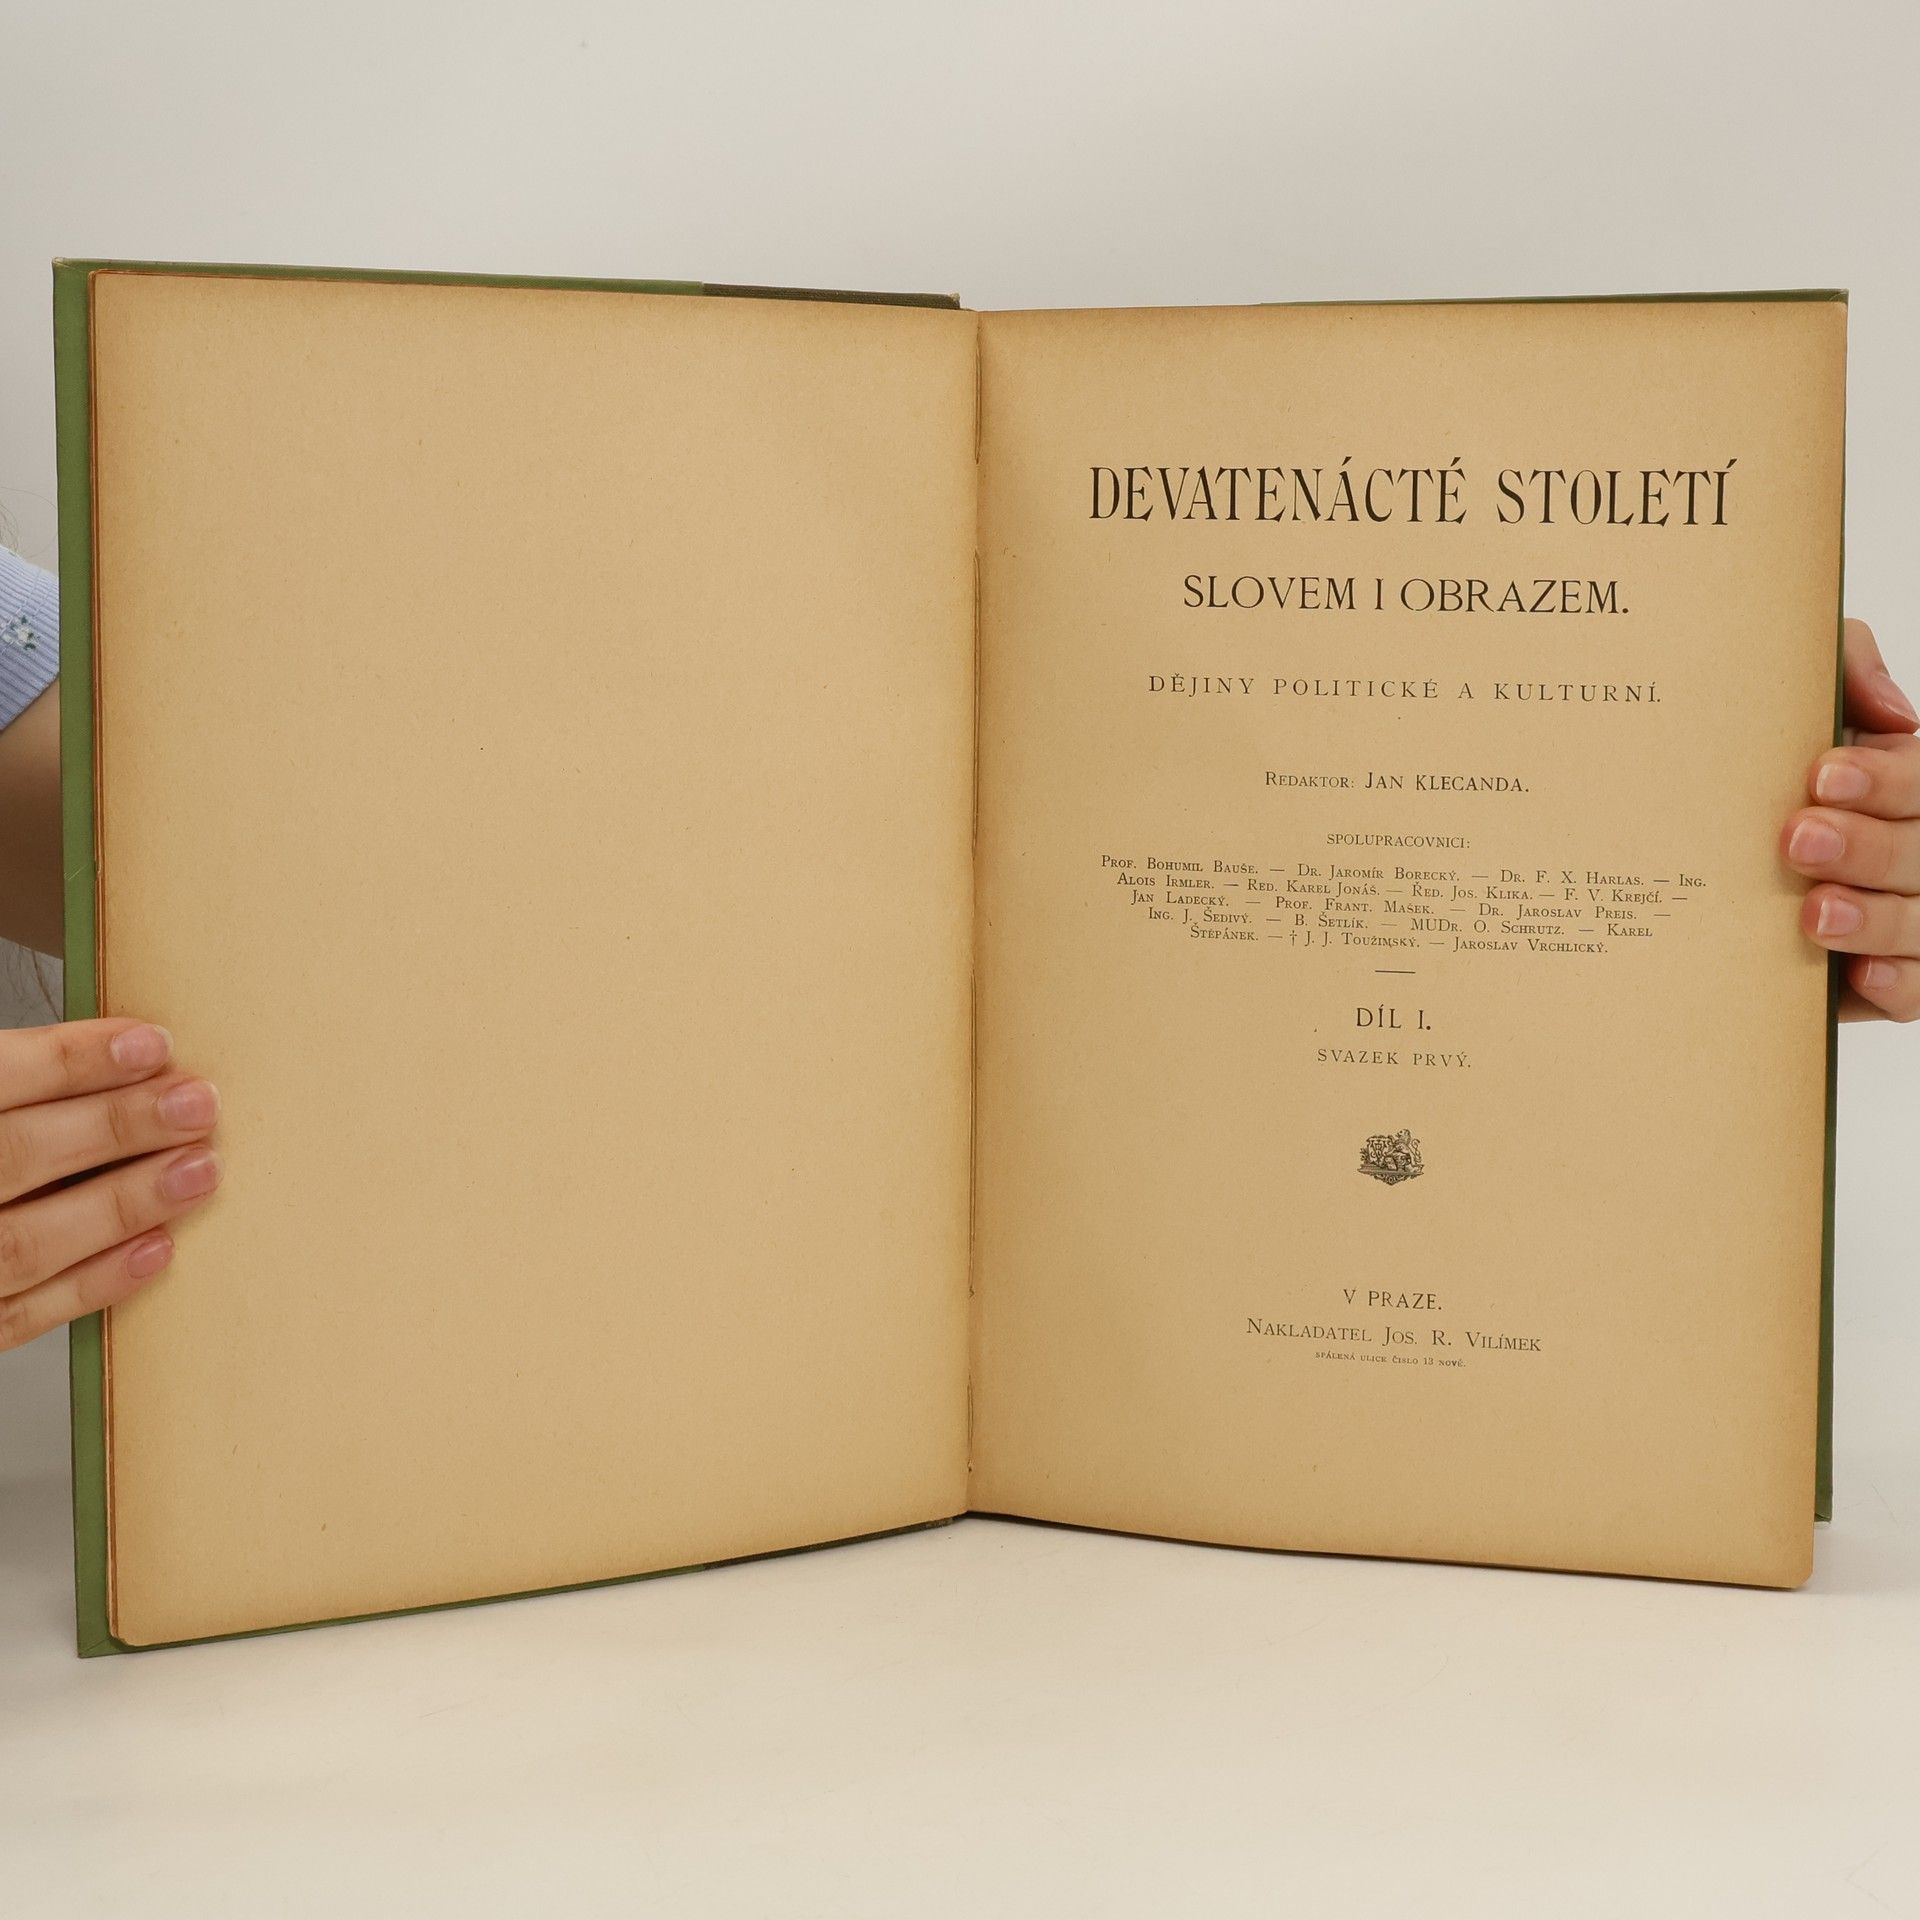 DEVATENÁCTÉ STOLETÍ
SLOVEM I OBRAZEM.
DĚJINY POLITICKÉ A KULTURNÍ.
REDAKTOR: JAN KLECANDA.
SPOLUPRACOVNICI:
PROF. BOHUMIL BAUŠE. — DR. JAROMÍR BORECKÝ. — DR. F. X. HARLAS. — ING.
ALOIS IRMLER. — RED. KAREL JONÁŠ. — ŘED. JOS. KLIKA. — F. V. KREJČÍ. —
JAN LADECKÝ. — PROF. FRANT. MAŠEK. — DR. JAROSLAV PREIS. —
ING. J. ŠEDIVÝ. — B. ŠETLÍK. — MUDR. O. SCHRUTZ. — KAREL
ŠTĚPÁNEK. — † J. J. TOUŽIMSKÝ. — JAROSLAV VRCHLICKÝ.
DÍL I.
SVAZEK PRVÝ.
V PRAZE.
NAKLADATEL JOS. R. VILÍMEK
SPÁLENÁ ULICE ČISLO 13 NOVÉ.